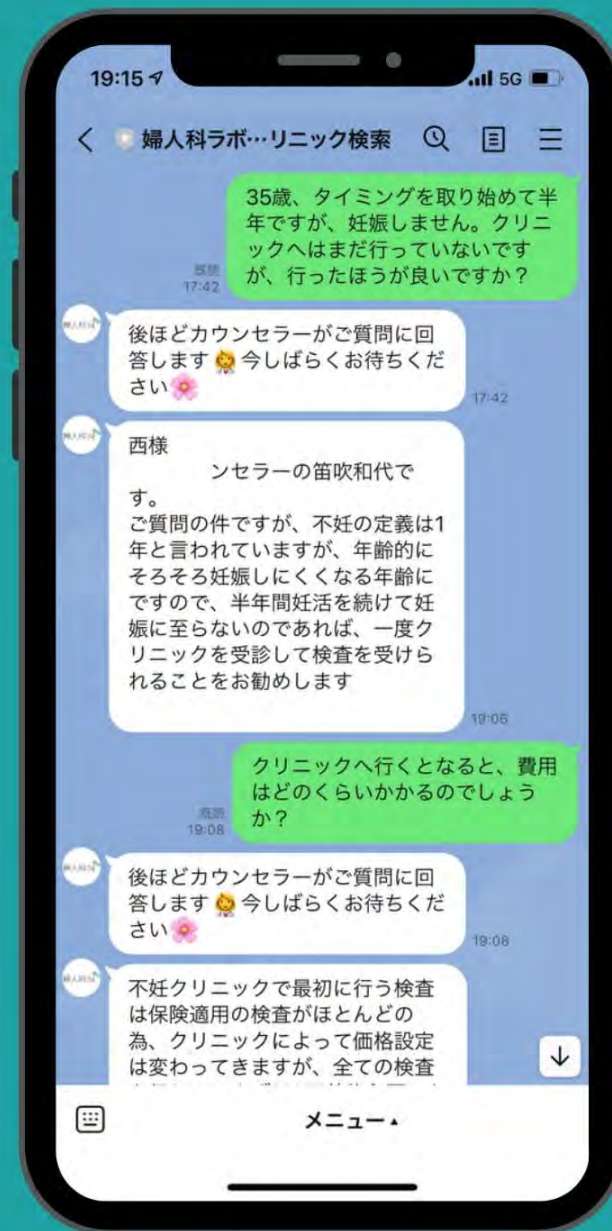 19:15
5G
婦人科ラボ…リニック検索
35歳、タイミングを取り始めて半
年ですが、妊娠しません。クリニ
ックへはまだ行っていないです
が、行ったほうが良いですか？
既読
17:42
後ほどカウンセラーがご質問に回
答します👩‍⚕️今しばらくお待ちくだ
さい🌸
17:42
西様
ンセラーの笛吹和代で
す。
ご質問の件ですが、不妊の定義は1
年と言われていますが、年齢的に
そろそろ妊娠しにくくなる年齢に
ですので、半年間妊活を続けて妊
娠に至らないのであれば、一度ク
リニックを受診して検査を受けら
れることをお勧めします
19:06
クリニックへ行くとなると、費用
はどのくらいかかるのでしょう
か？
既読
19:08
後ほどカウンセラーがご質問に回
答します👩‍⚕️今しばらくお待ちくだ
さい🌸
19:08
不妊クリニックで最初に行う検査
は保険適用の検査がほとんどの
為、クリニックによって価格設定
は変わってきますが、全ての検査
メニュー▲